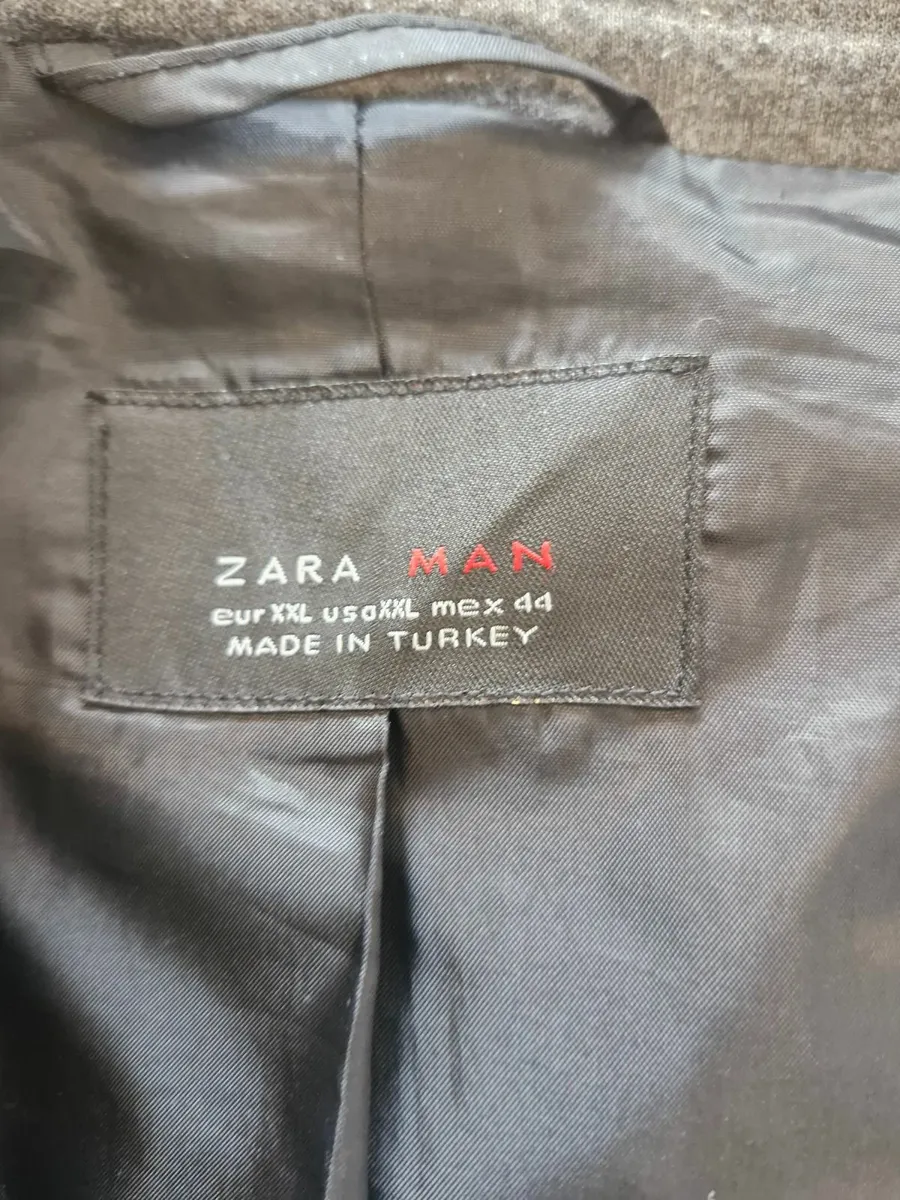 ZARA MAN
eur XXL usa XXL mex 44
MADE IN TURKEY